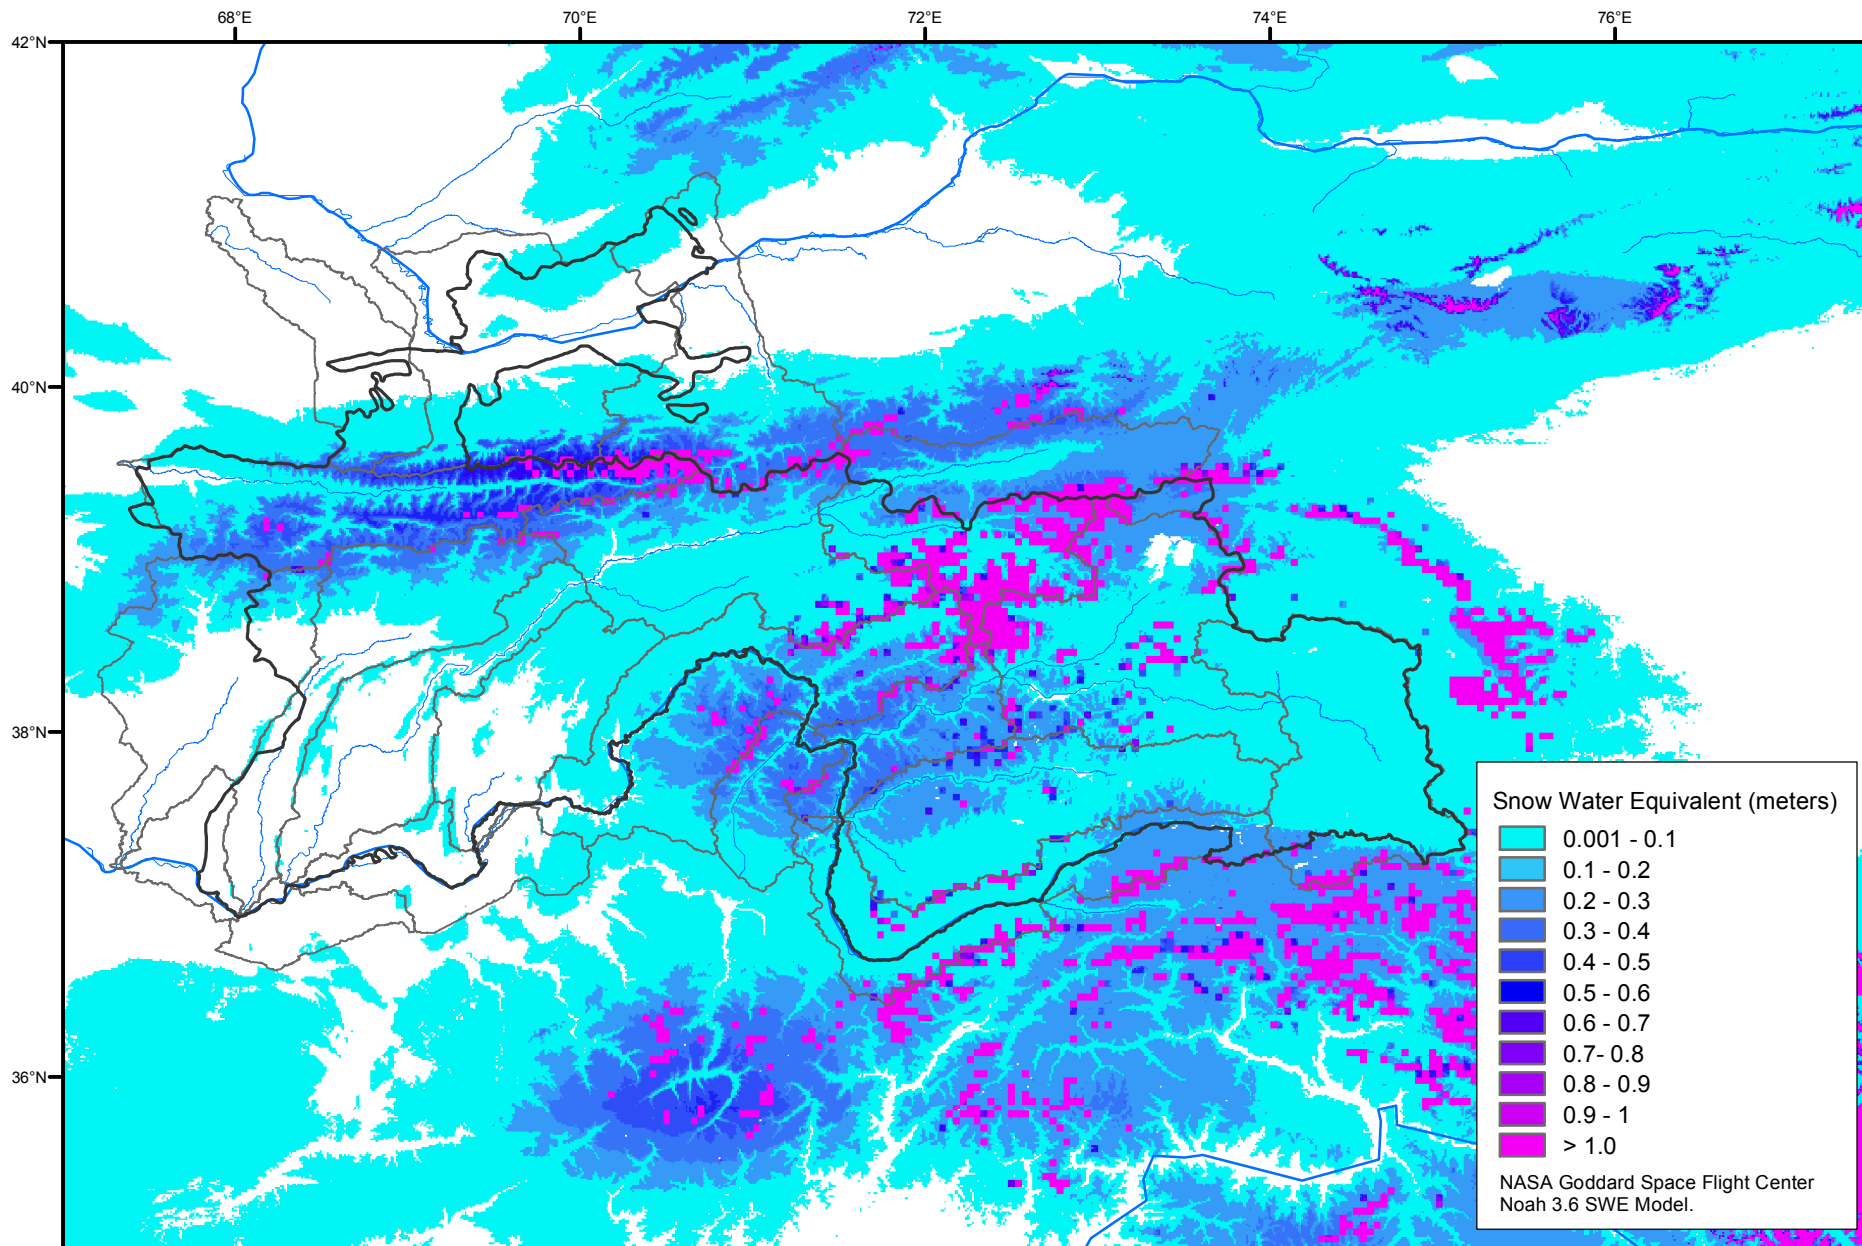 68°E 70°E 72°E 74°E 76°E
42°N
40°N
38°N
36°N
Snow Water Equivalent (meters)
0.001 - 0.1
0.1 - 0.2
0.2 - 0.3
0.3 - 0.4
0.4 - 0.5
0.5 - 0.6
0.6 - 0.7
0.7- 0.8
0.8 - 0.9
0.9 - 1
> 1.0
NASA Goddard Space Flight Center
Noah 3.6 SWE Model.